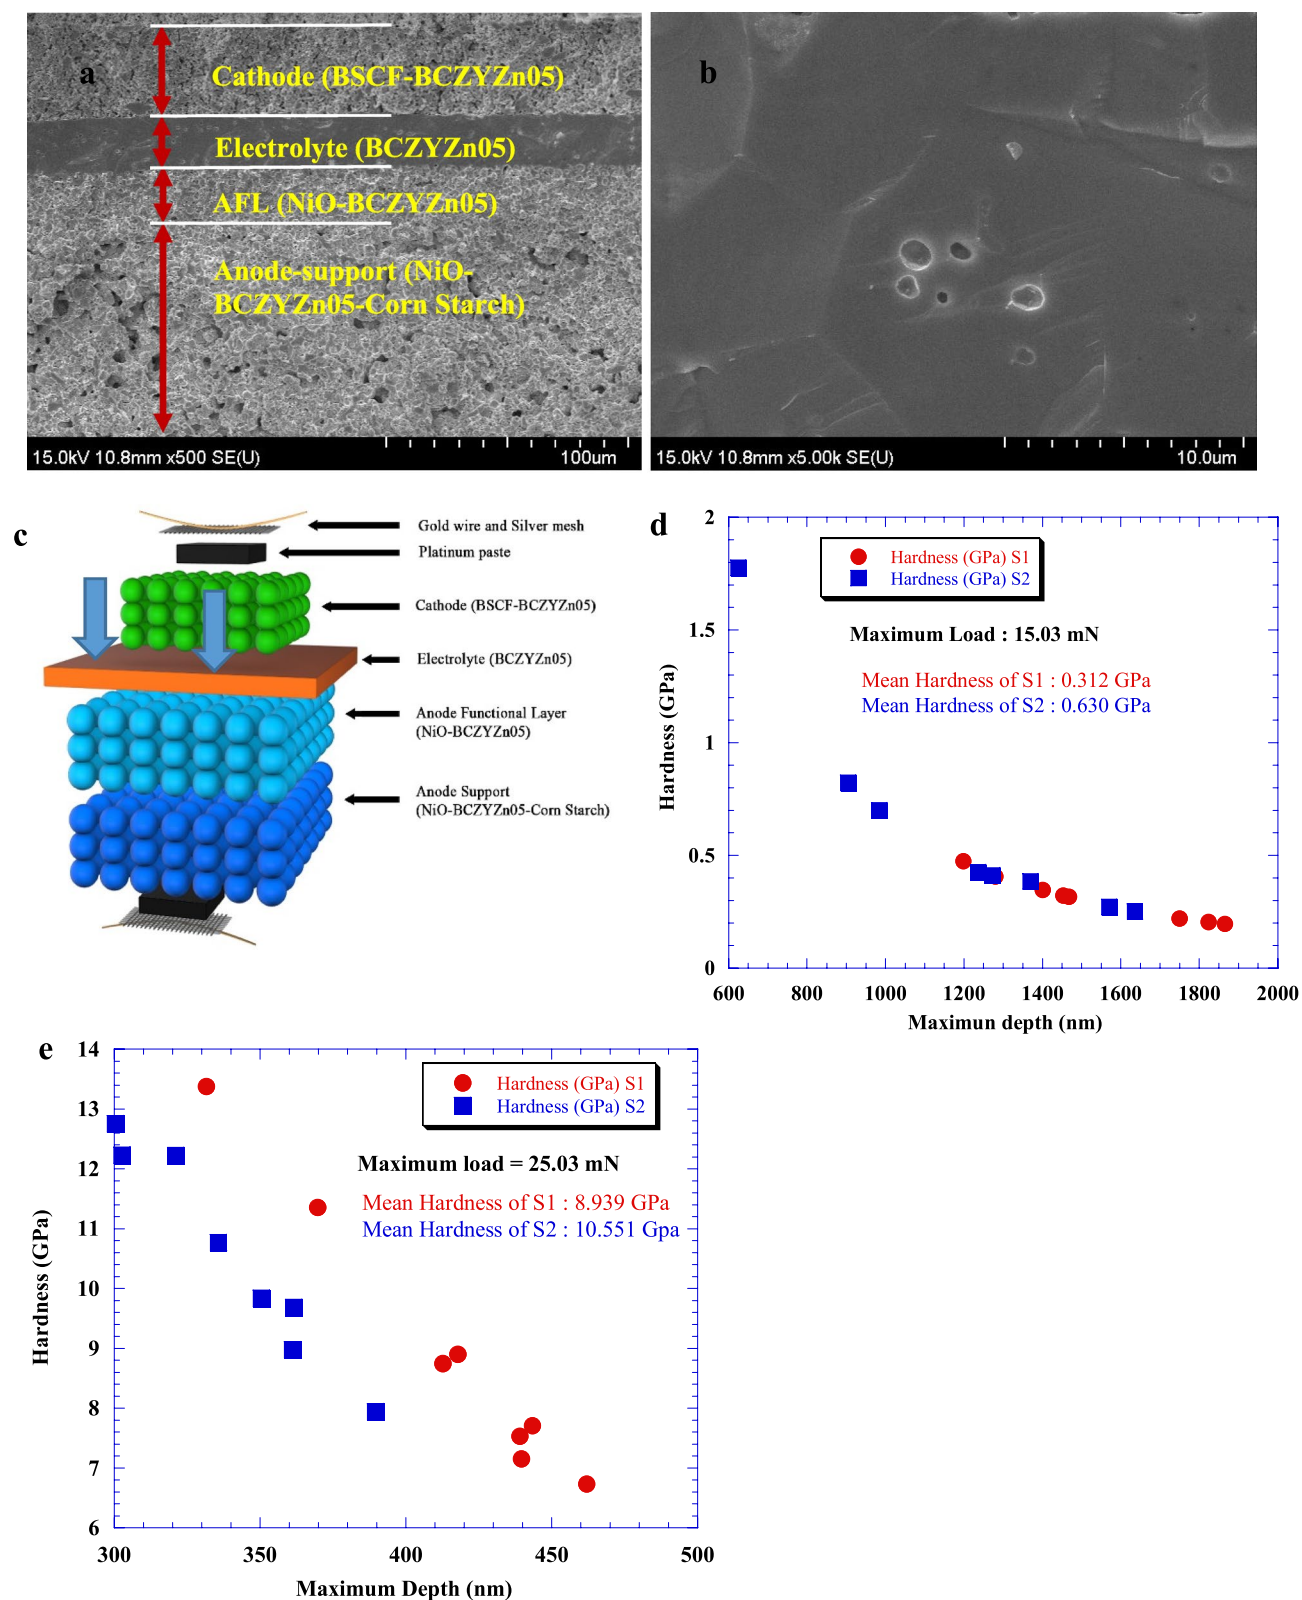 a
Cathode (BSCF-BCZYZn05)
Electrolyte (BCZYZn05)
AFL (NiO-BCZYZn05)
Anode-support (NiO-
BCZYZn05-Corn Starch)
15.0kV 10.8mm x500 SE(U)
100um
b
15.0kV 10.8mm x5.00k SE(U)
10.0um
c
Gold wire and Silver mesh
Platinum paste
Cathode (BSCF-BCZYZn05)
Electrolyte (BCZYZn05)
Anode Functional Layer
(NiO-BCZYZn05)
Anode Support
(NiO-BCZYZn05-Corn Starch)
d
2
1.5
1
0.5
0
Hardness (GPa)
Hardness (GPa) S1
Hardness (GPa) S2
Maximum Load : 15.03 mN
Mean Hardness of S1 : 0.312 GPa
Mean Hardness of S2 : 0.630 GPa
600 800 1000 1200 1400 1600 1800 2000
Maximun depth (nm)
e
14
13
12
11
10
9
8
7
6
Hardness (GPa)
Hardness (GPa) S1
Hardness (GPa) S2
Maximum load = 25.03 mN
Mean Hardness of S1 : 8.939 GPa
Mean Hardness of S2 : 10.551 Gpa
300 350 400 450 500
Maximum Depth (nm)